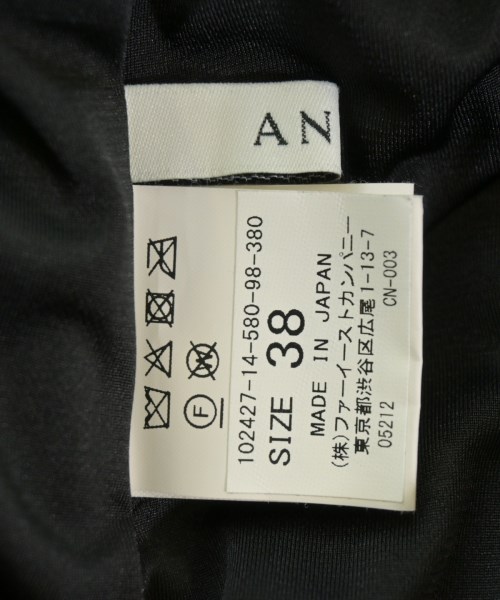 AN
F
W
102427-14-580-98-380
SIZE 38
MADE IN JAPAN
(株)ファーイーストカンパニー
東京都渋谷区広尾1-13-7
05212 CN-003